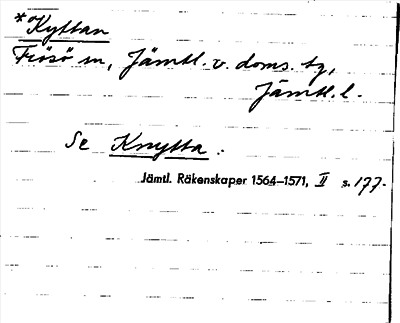 *Kyttan
Frösö sn, Jämtl. v. doms. tg,
Jämtl. l.
Se Knytta.
Jämtl. Räkenskaper 1564–1571, II s. 177.